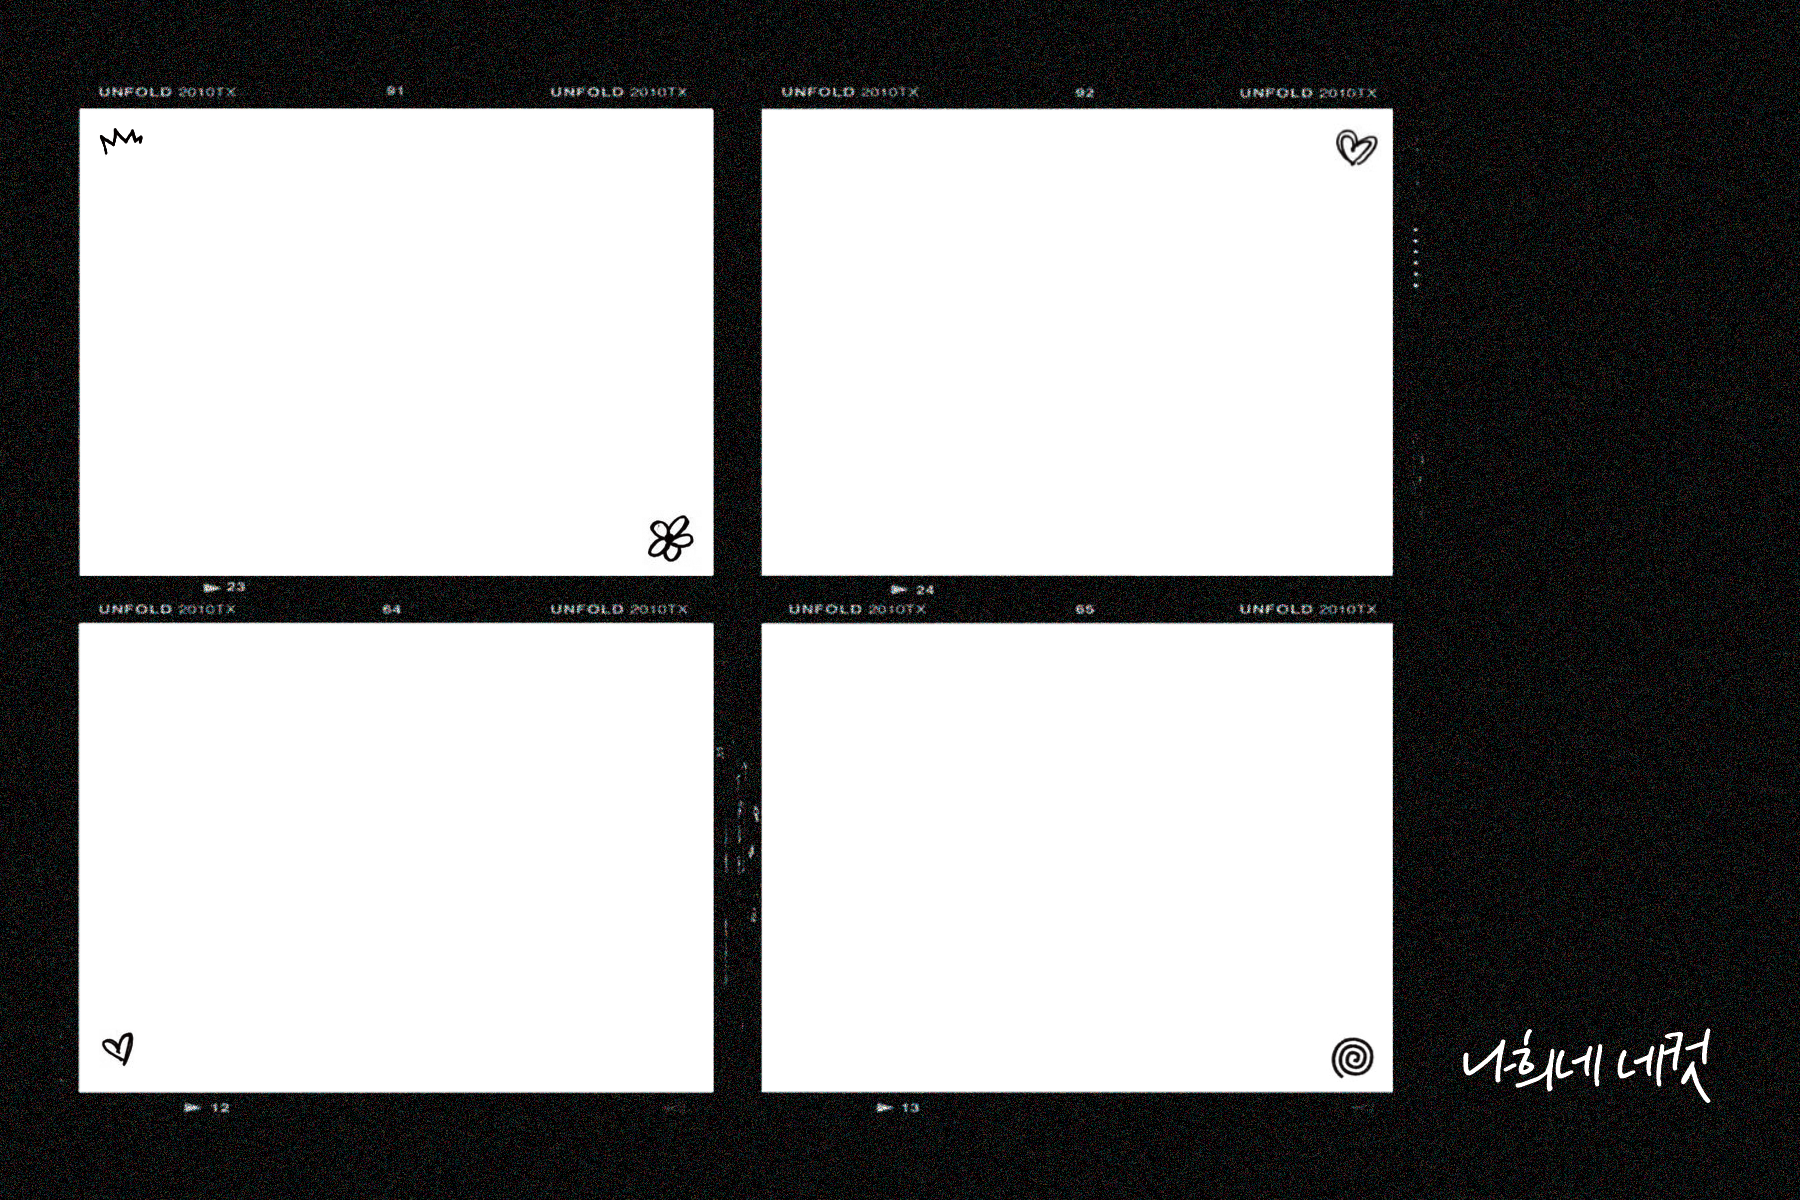 UNFOLD 2010TX 91 UNFOLD 2010TX
UNFOLD 2010TX 92 UNFOLD 2010TX
23
24
UNFOLD 2010TX 64 UNFOLD 2010TX
UNFOLD 2010TX 65 UNFOLD 2010TX
12
13
나희네 네컷